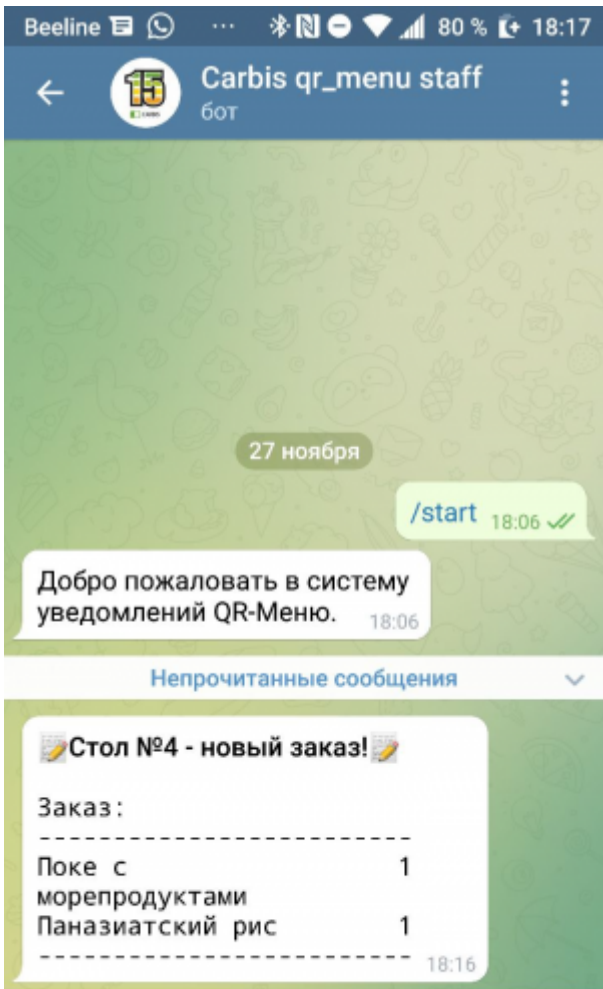 Beeline ... 80 % 18:17
15
Carbis qr_menu staff
бот
27 ноября
/start 18:06
Добро пожаловать в систему
уведомлений QR-Меню. 18:06
Непрочитанные сообщения
Стол №4 - новый заказ!
Заказ:
-------------------------
Поке с 1
морепродуктами
Паназиатский рис 1
-------------------------
18:16